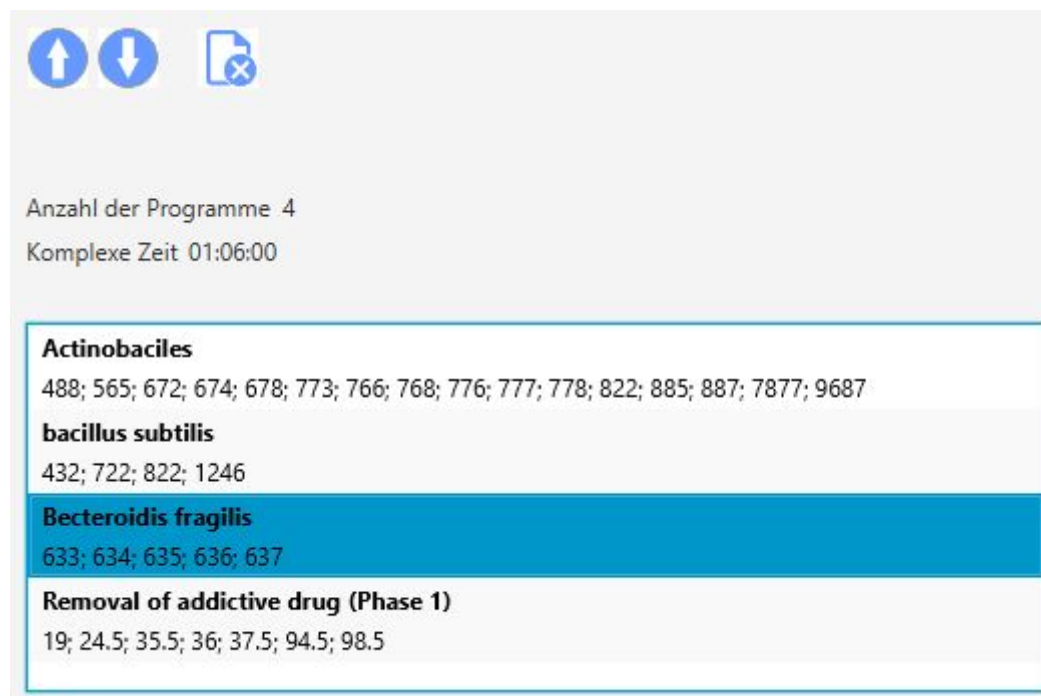 Anzahl der Programme 4
Komplexe Zeit 01:06:00
Actinobaciles
488; 565; 672; 674; 678; 773; 766; 768; 776; 777; 778; 822; 885; 887; 7877; 9687
bacillus subtilis
432; 722; 822; 1246
Becteroidis fragilis
633; 634; 635; 636; 637
Removal of addictive drug (Phase 1)
19; 24.5; 35.5; 36; 37.5; 94.5; 98.5